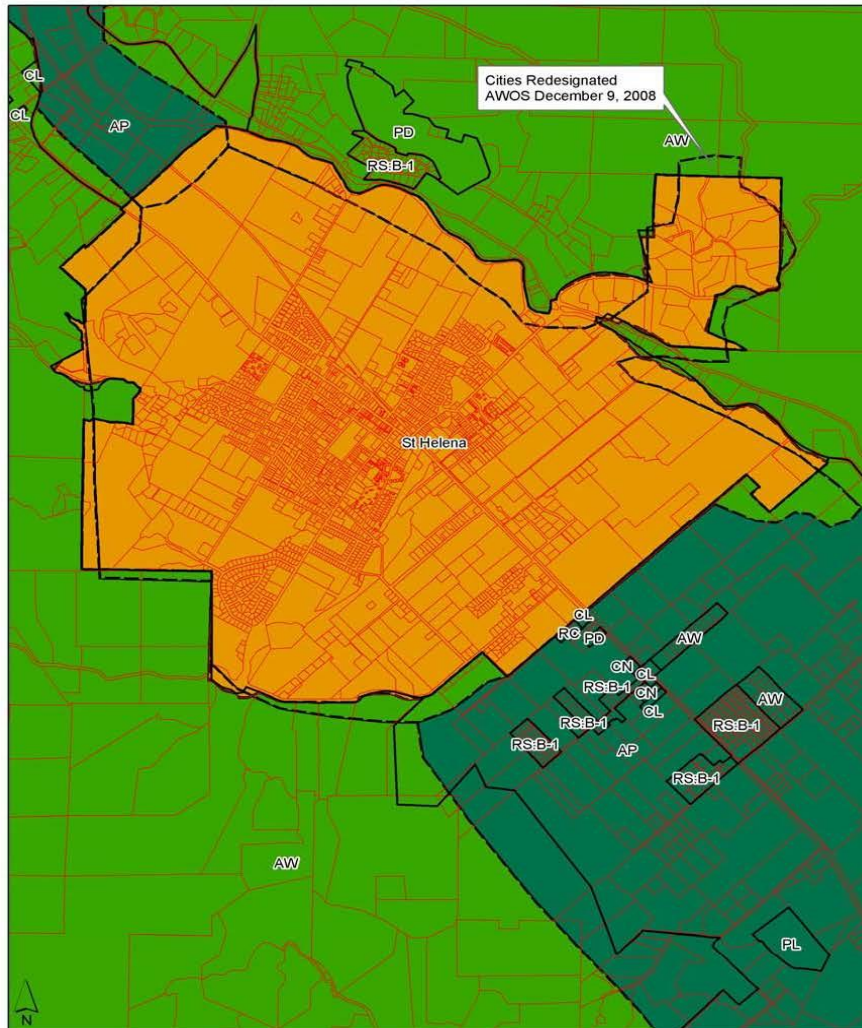 Cities Redesignated
AWOS December 9, 2008
CL
CL
AP
PD
AW
RS:B-1
St Helena
CL
RC
PD
AW
CN
CL
RS:B-1
CN
AW
CL
RS:B-1
RS:B-1
RS:B-1
AP
RS:B-1
AW
PL
N